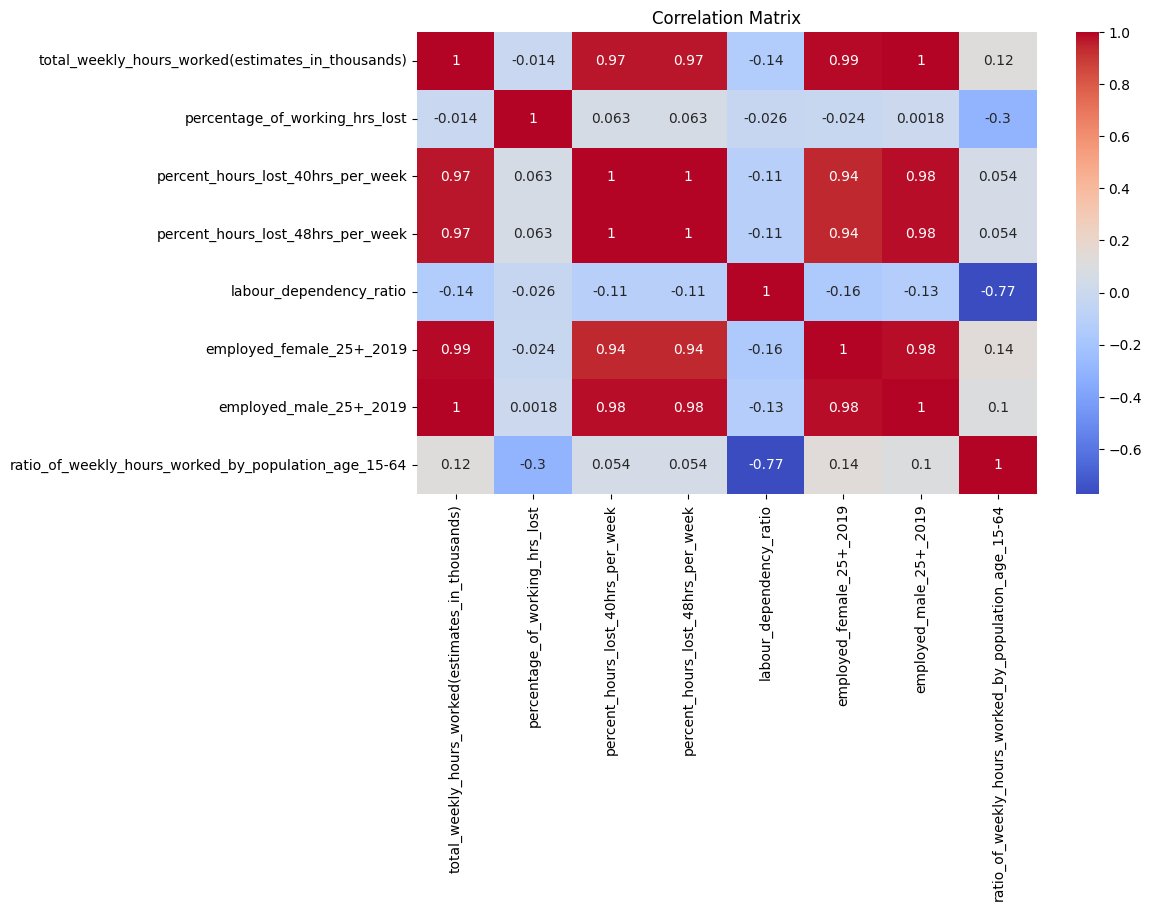 Correlation Matrix
total_weekly_hours_worked(estimates_in_thousands) 1 -0.014 0.97 0.97 -0.14 0.99 1 0.12
percentage_of_working_hrs_lost -0.014 1 0.063 0.063 -0.026 -0.024 0.0018 -0.3
percent_hours_lost_40hrs_per_week 0.97 0.063 1 1 -0.11 0.94 0.98 0.054
percent_hours_lost_48hrs_per_week 0.97 0.063 1 1 -0.11 0.94 0.98 0.054
labour_dependency_ratio -0.14 -0.026 -0.11 -0.11 1 -0.16 -0.13 -0.77
employed_female_25+_2019 0.99 -0.024 0.94 0.94 -0.16 1 0.98 0.14
employed_male_25+_2019 1 0.0018 0.98 0.98 -0.13 0.98 1 0.1
ratio_of_weekly_hours_worked_by_population_age_15-64 0.12 -0.3 0.054 0.054 -0.77 0.14 0.1 1
total_weekly_hours_worked(estimates_in_thousands)
percentage_of_working_hrs_lost
percent_hours_lost_40hrs_per_week
percent_hours_lost_48hrs_per_week
labour_dependency_ratio
employed_female_25+_2019
employed_male_25+_2019
ratio_of_weekly_hours_worked_by_population_age_15-64
1.0
0.8
0.6
0.4
0.2
0.0
−0.2
−0.4
−0.6